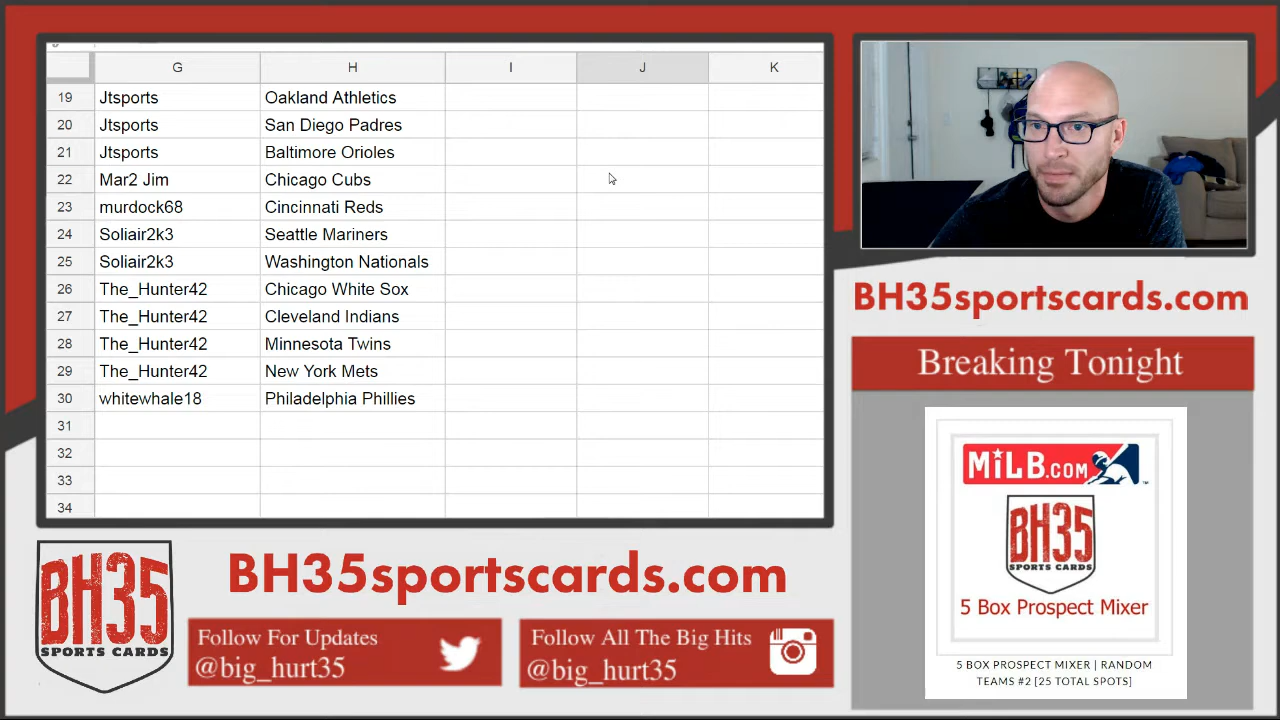 G H I J K
19 Jtsports Oakland Athletics
20 Jtsports San Diego Padres
21 Jtsports Baltimore Orioles
22 Mar2 Jim Chicago Cubs
23 murdock68 Cincinnati Reds
24 Soliair2k3 Seattle Mariners
25 Soliair2k3 Washington Nationals
26 The_Hunter42 Chicago White Sox
27 The_Hunter42 Cleveland Indians
28 The_Hunter42 Minnesota Twins
29 The_Hunter42 New York Mets
30 whitewhale18 Philadelphia Phillies
31
32
33
34
BH35sportscards.com
Breaking Tonight
MiLB.COM
BH35
SPORTS CARDS
5 Box Prospect Mixer
5 BOX PROSPECT MIXER | RANDOM
TEAMS #2 [25 TOTAL SPOTS]
BH35
SPORTS CARDS
BH35sportscards.com
Follow For Updates
@big_hurt35
Follow All The Big Hits
@big_hurt35